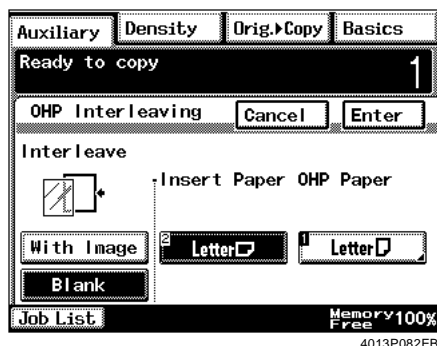 Auxiliary Density Orig.▶Copy Basics
Ready to copy 1
OHP Interleaving Cancel Enter
Interleave
Insert Paper OHP Paper
With Image 2 Letter 1 Letter
Blank
Job List Memory Free 100%
4013P082EB